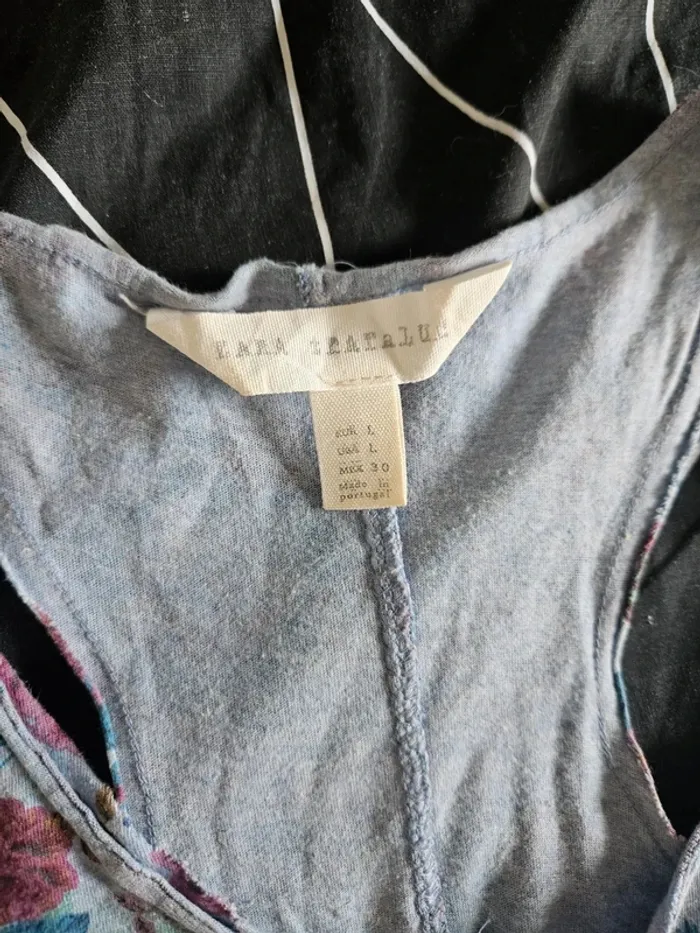 ZARA TRAFALUC
EUR L
USA L
MEX 30
Made in
portugal